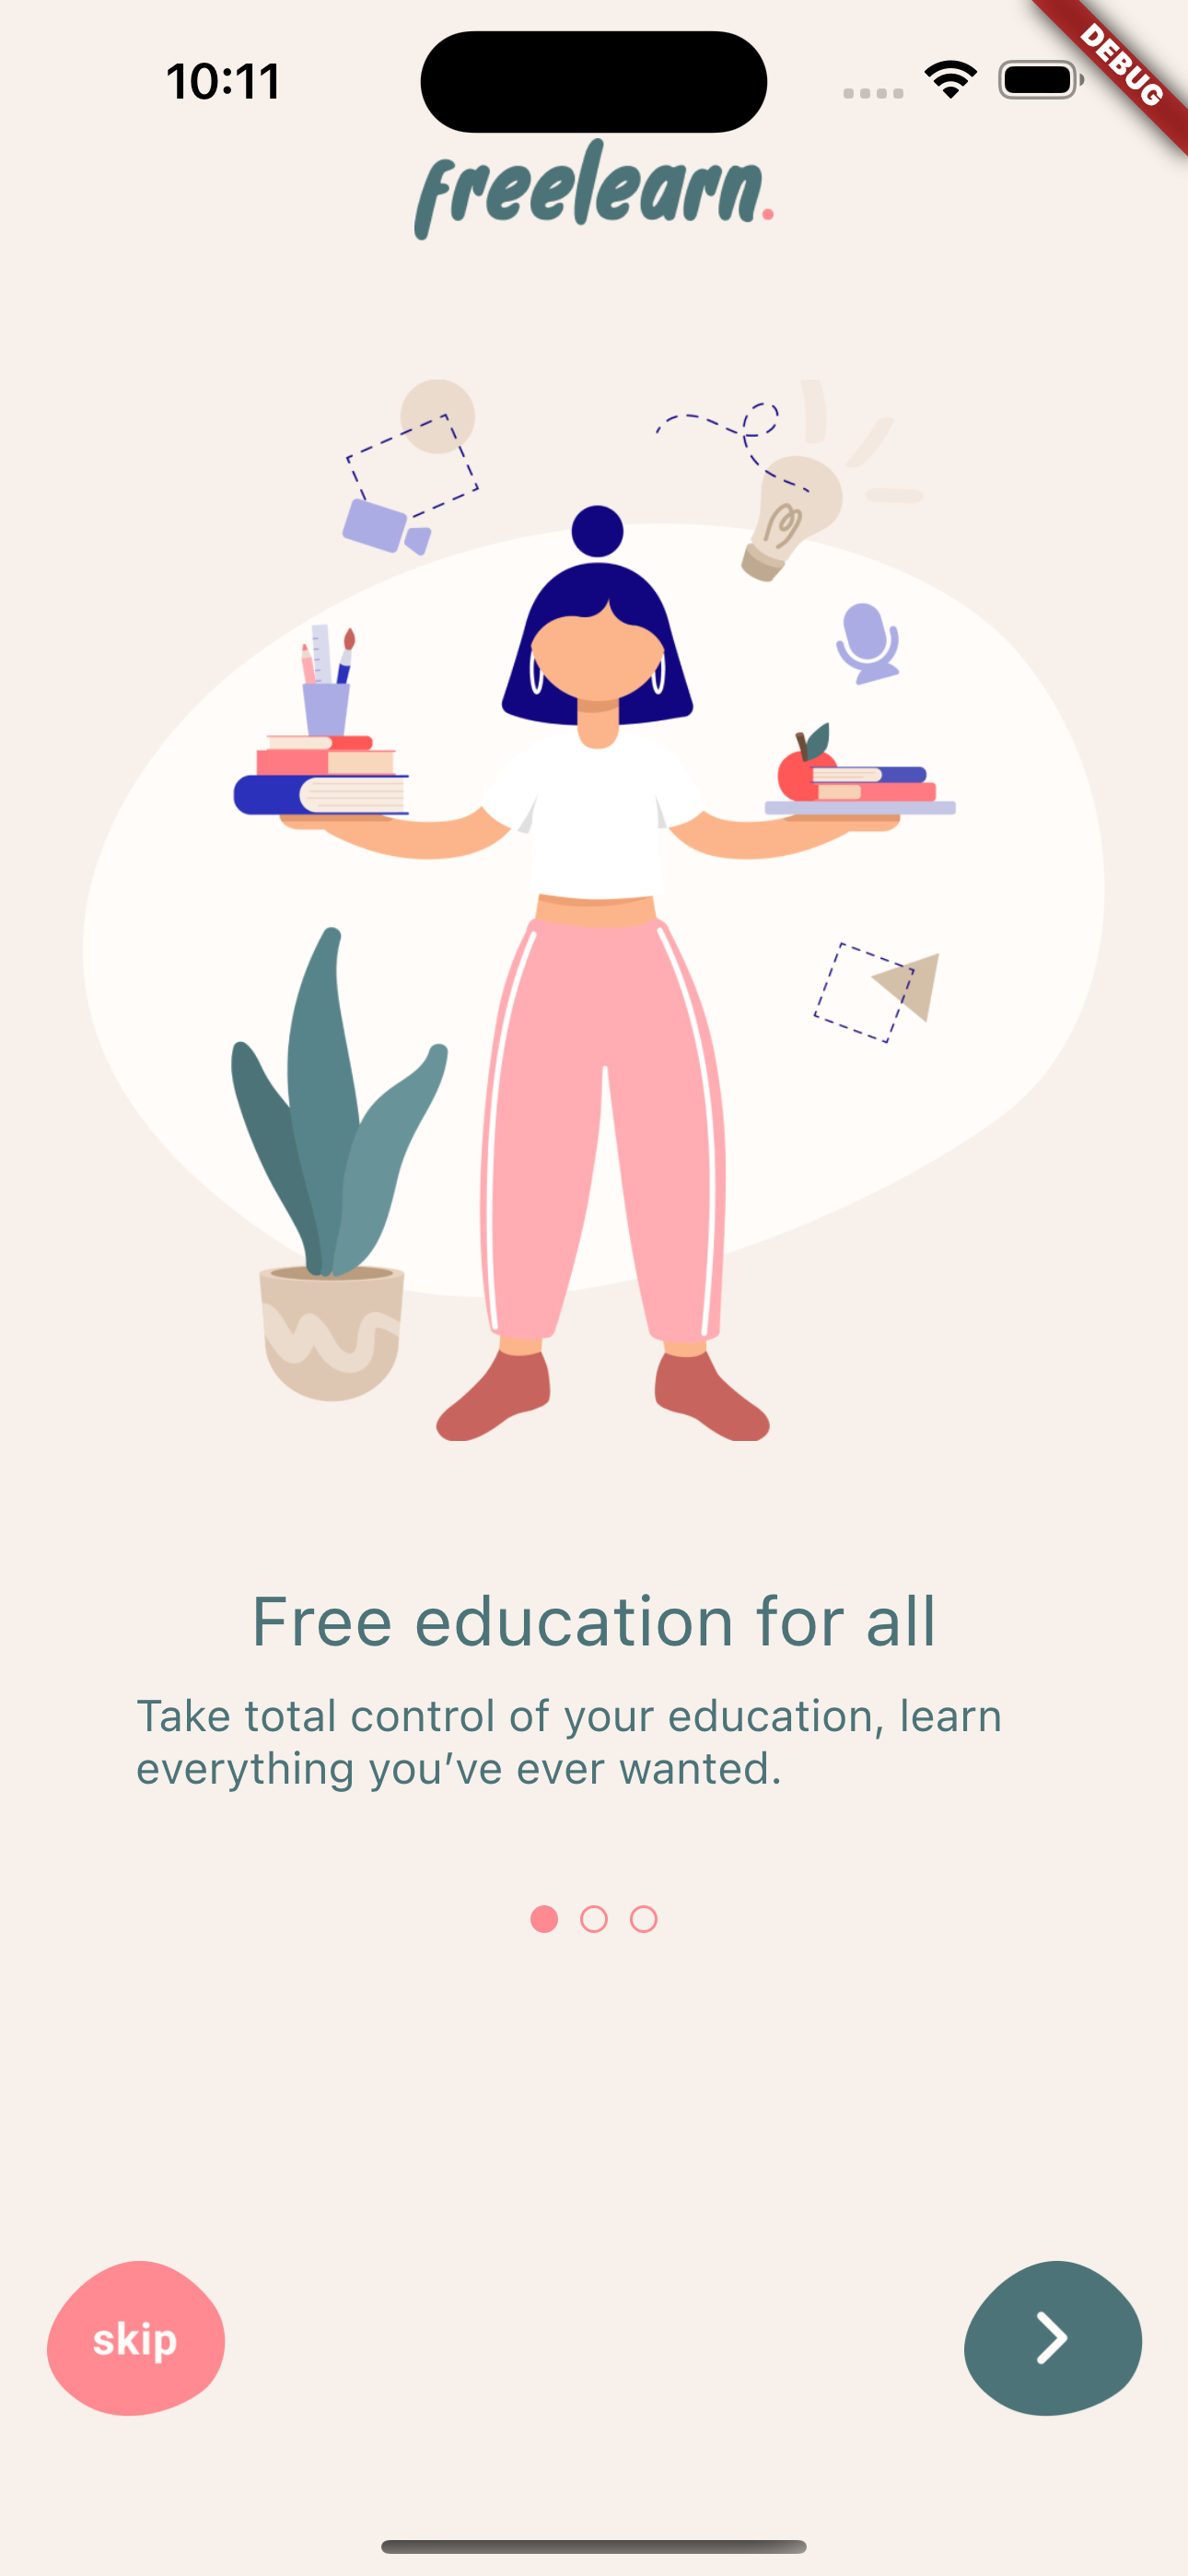 10:11
DEBUG
freelearn.
Free education for all
Take total control of your education, learn
everything you’ve ever wanted.
skip